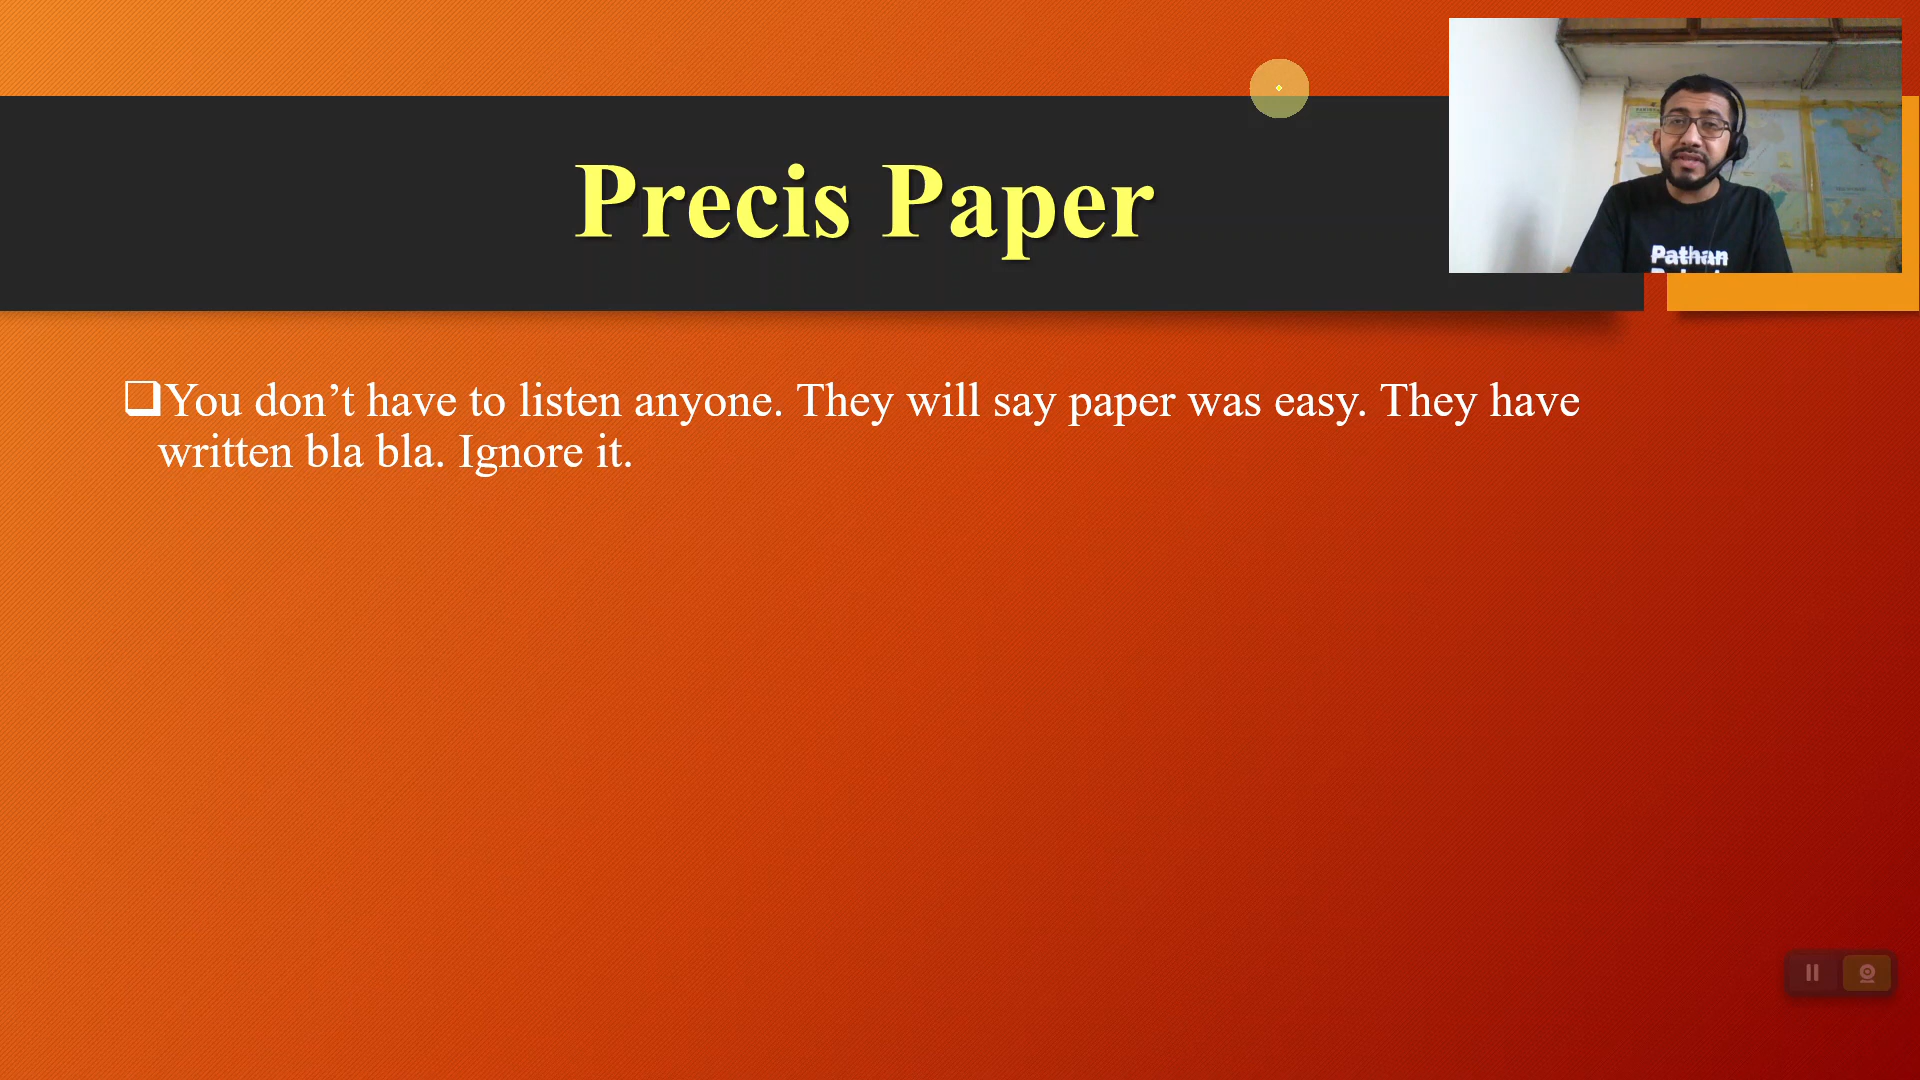 Precis Paper
Pathan
You don’t have to listen anyone. They will say paper was easy. They have
written bla bla. Ignore it.